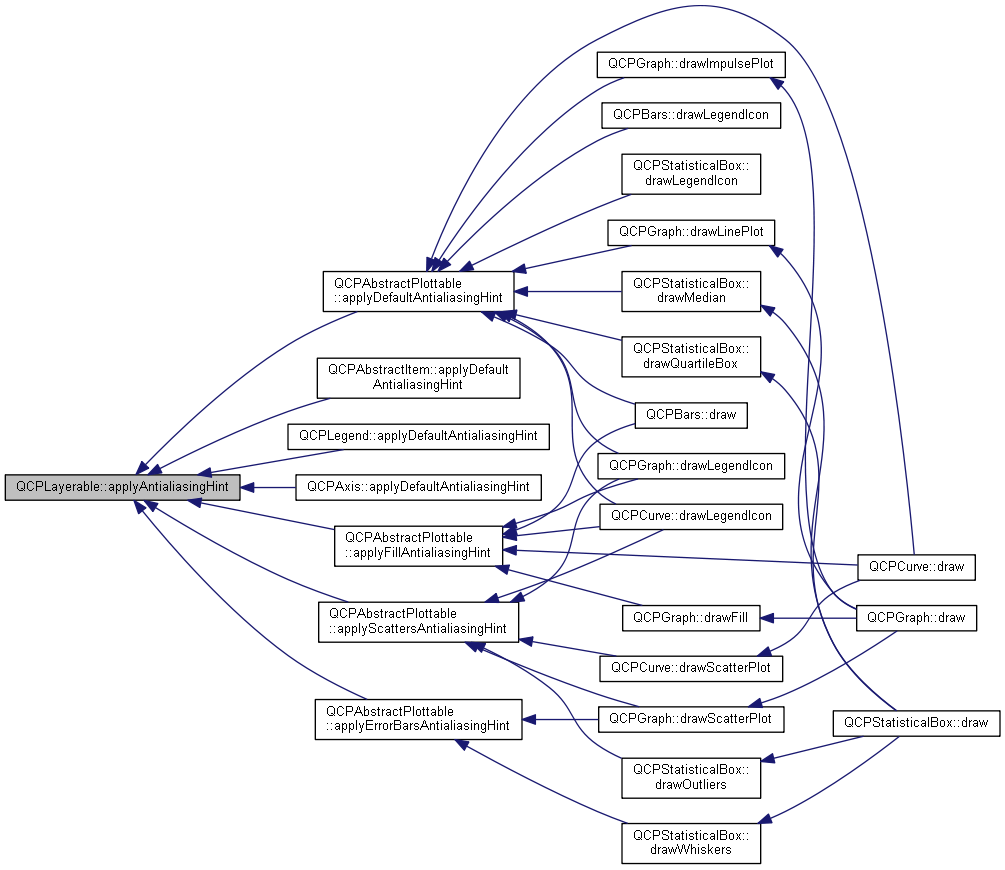 QCPLayerable::applyAntialiasingHint
QCPAbstractPlottable
::applyDefaultAntialiasingHint
QCPAbstractItem::applyDefault
AntialiasingHint
QCPLegend::applyDefaultAntialiasingHint
QCPAxis::applyDefaultAntialiasingHint
QCPAbstractPlottable
::applyFillAntialiasingHint
QCPAbstractPlottable
::applyScattersAntialiasingHint
QCPAbstractPlottable
::applyErrorBarsAntialiasingHint
QCPGraph::drawImpulsePlot
QCPBars::drawLegendIcon
QCPStatisticalBox::
drawLegendIcon
QCPGraph::drawLinePlot
QCPStatisticalBox::
drawMedian
QCPStatisticalBox::
drawQuartileBox
QCPBars::draw
QCPGraph::drawLegendIcon
QCPCurve::drawLegendIcon
QCPGraph::drawFill
QCPCurve::drawScatterPlot
QCPGraph::drawScatterPlot
QCPStatisticalBox::
drawOutliers
QCPStatisticalBox::
drawWhiskers
QCPCurve::draw
QCPGraph::draw
QCPStatisticalBox::draw